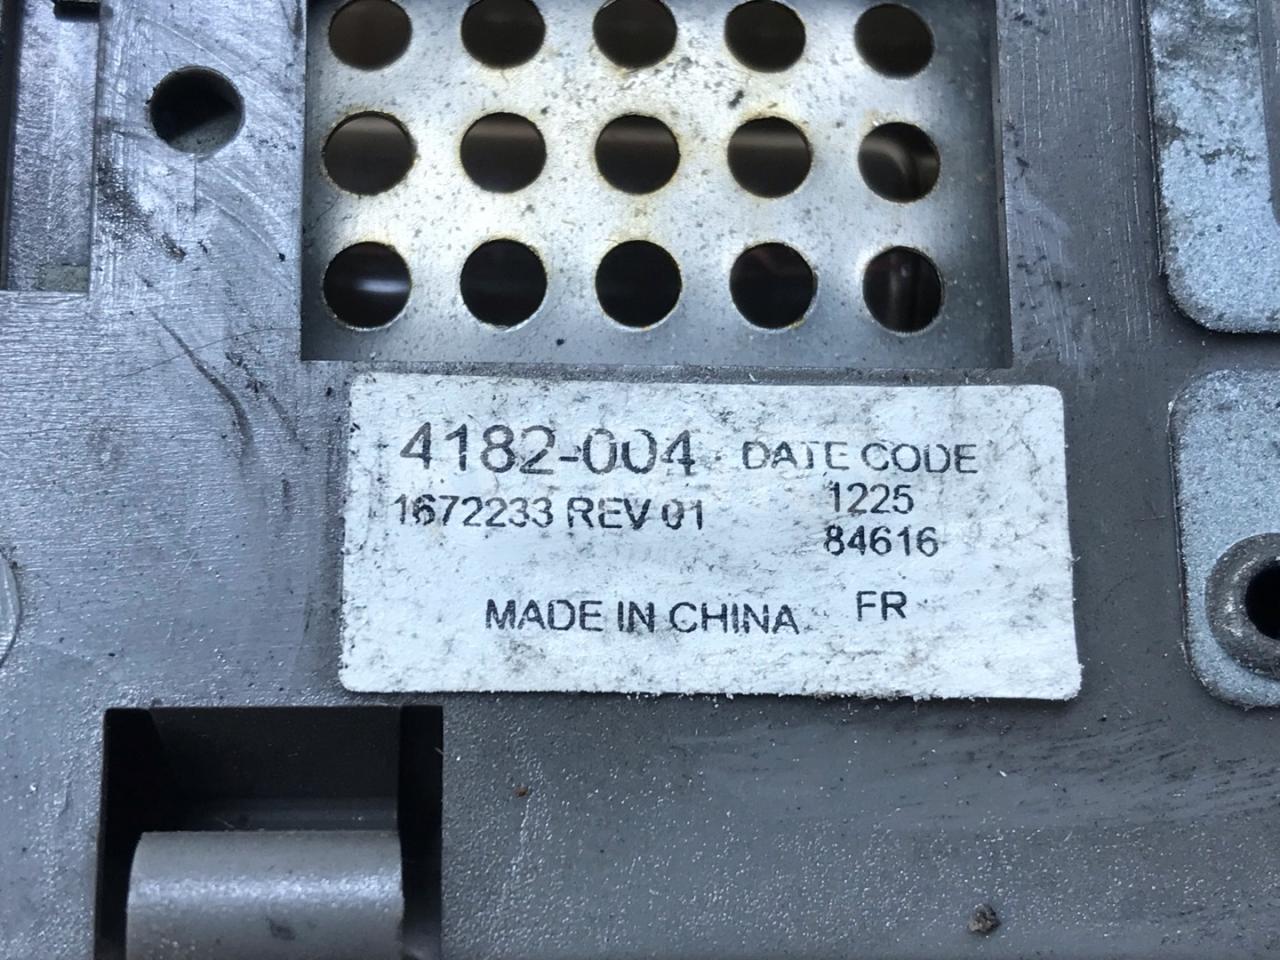 4182-004 DATE CODE
1672233 REV 01 1225
84616
MADE IN CHINA FR